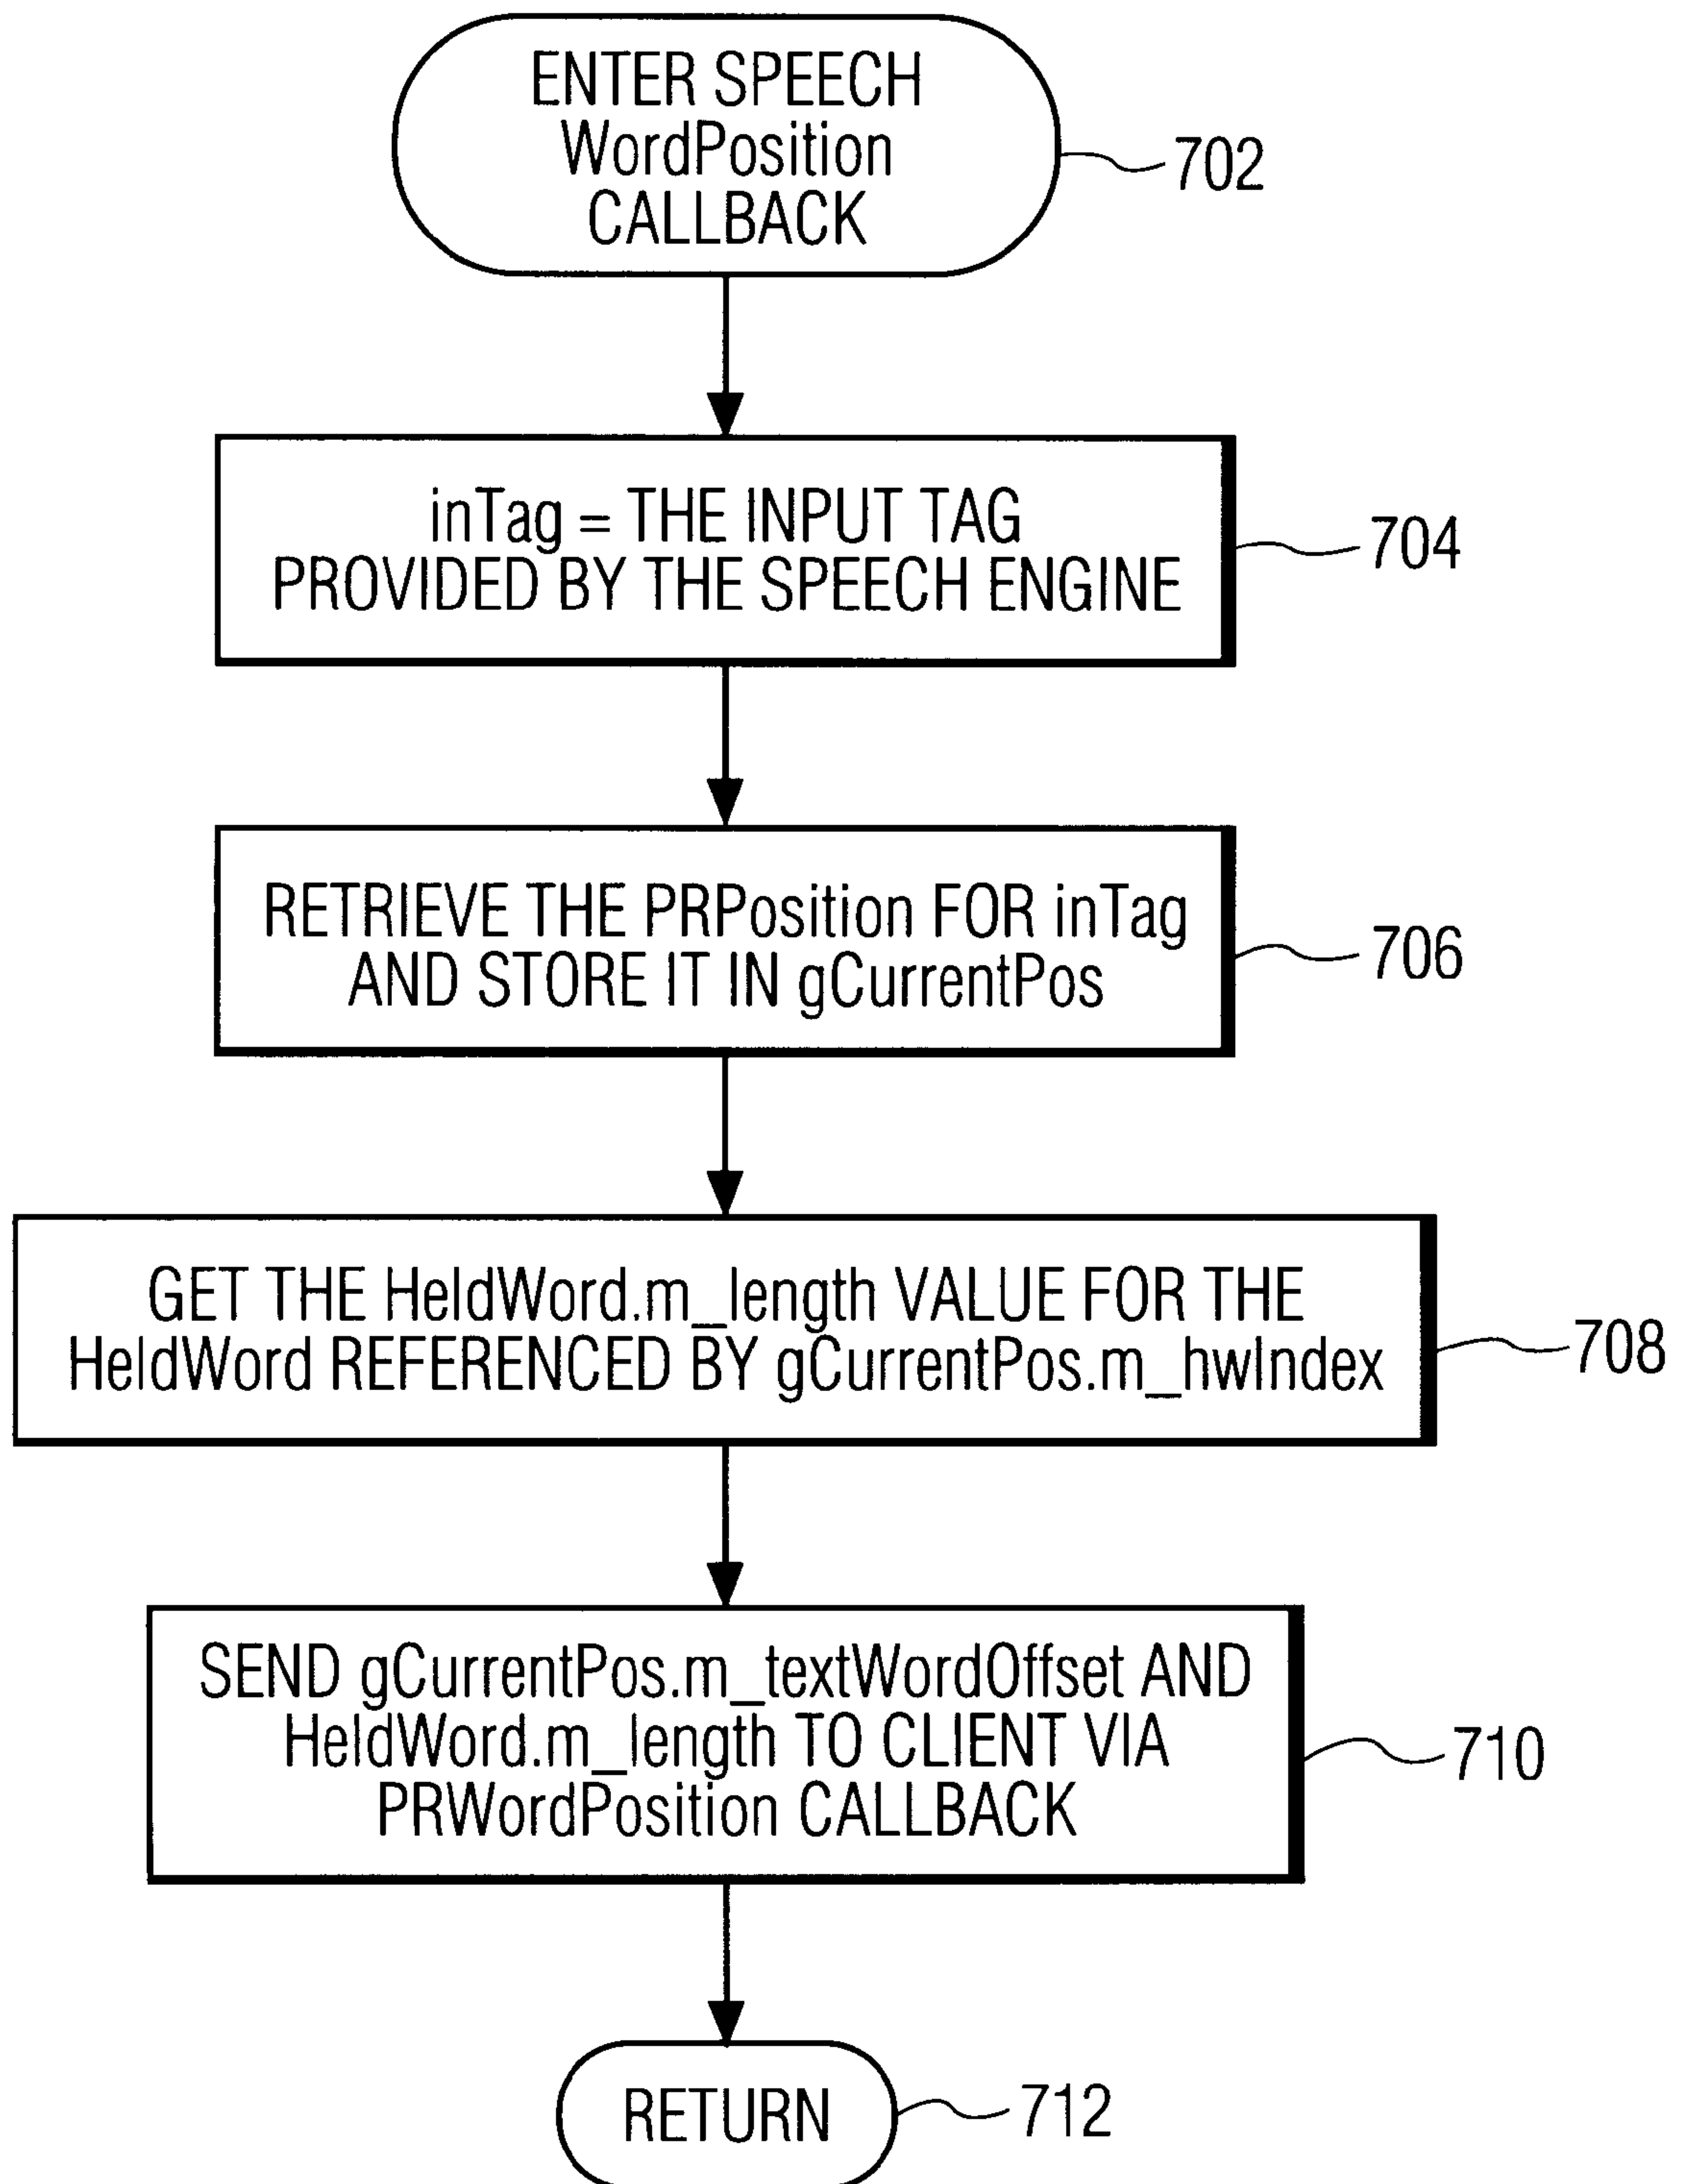 ENTER SPEECH
WordPosition
CALLBACK
702
inTag = THE INPUT TAG
PROVIDED BY THE SPEECH ENGINE
704
RETRIEVE THE PRPosition FOR inTag
AND STORE IT IN gCurrentPos
706
GET THE HeldWord.m_length VALUE FOR THE
HeldWord REFERENCED BY gCurrentPos.m_hwIndex
708
SEND gCurrentPos.m_textWordOffset AND
HeldWord.m_length TO CLIENT VIA
PRWordPosition CALLBACK
710
RETURN
712